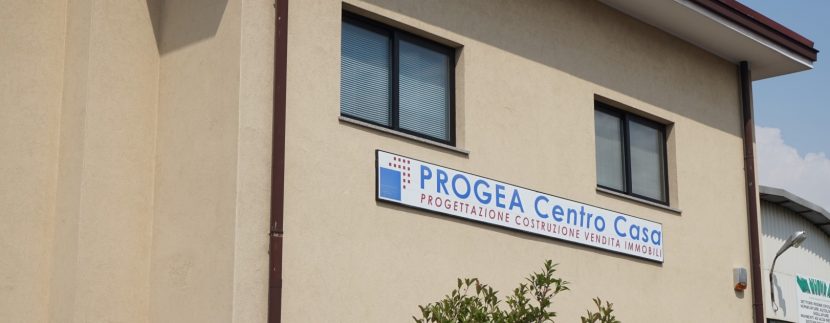 PROGEA Centro Casa
PROGETTAZIONE COSTRUZIONE VENDITA IMMOBILI